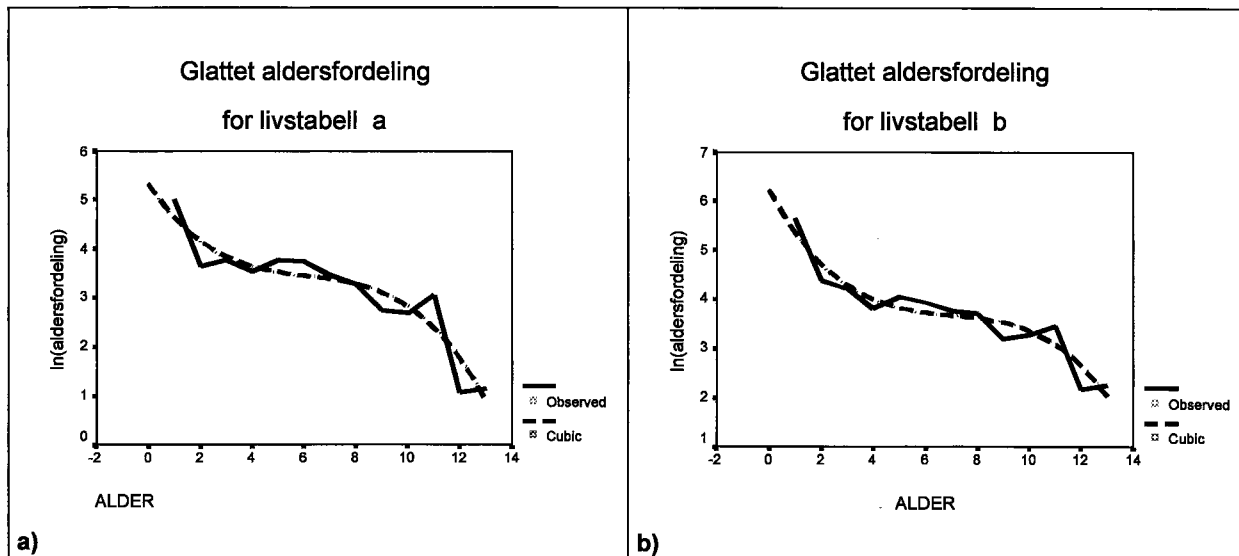 Glattet aldersfordeling
for livstabell a
ln(aldersfordeling)
6
5
4
3
2
1
0
-2 0 2 4 6 8 10 12 14
ALDER
Observed
Cubic
a)
Glattet aldersfordeling
for livstabell b
ln(aldersfordeling)
7
6
5
4
3
2
1
-2 0 2 4 6 8 10 12 14
ALDER
Observed
Cubic
b)